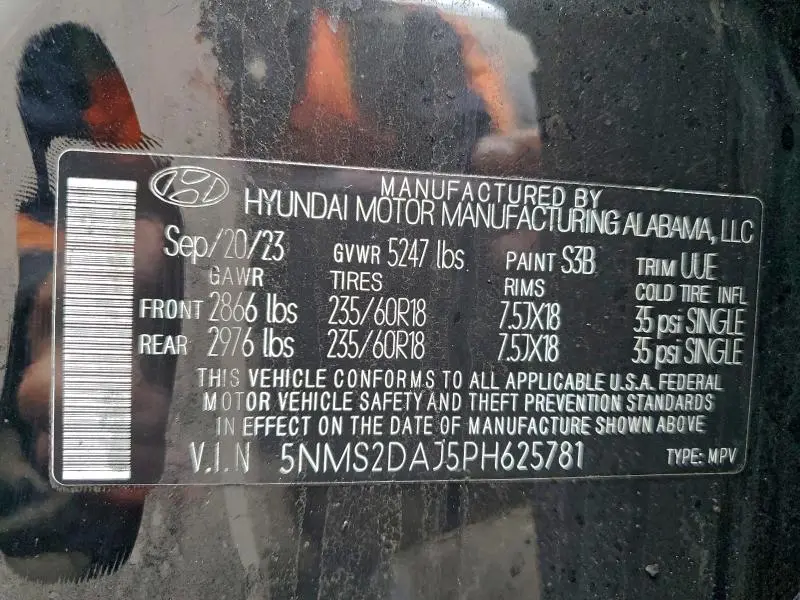 MANUFACTURED BY
HYUNDAI MOTOR MANUFACTURING ALABAMA, LLC
Sep/20/23 GVWR 5247 lbs PAINT S3B TRIM UUE
GAWR TIRES RIMS COLD TIRE INFL
FRONT 2866 lbs 235/60R18 7.5JX18 35 psi SINGLE
REAR 2976 lbs 235/60R18 7.5JX18 35 psi SINGLE
THIS VEHICLE CONFORMS TO ALL APPLICABLE U.S.A. FEDERAL
MOTOR VEHICLE SAFETY AND THEFT PREVENTION STANDARDS
IN EFFECT ON THE DATE OF MANUFACTURE SHOWN ABOVE
V.I.N 5NMS2DAJ5PH625781 TYPE: MPV